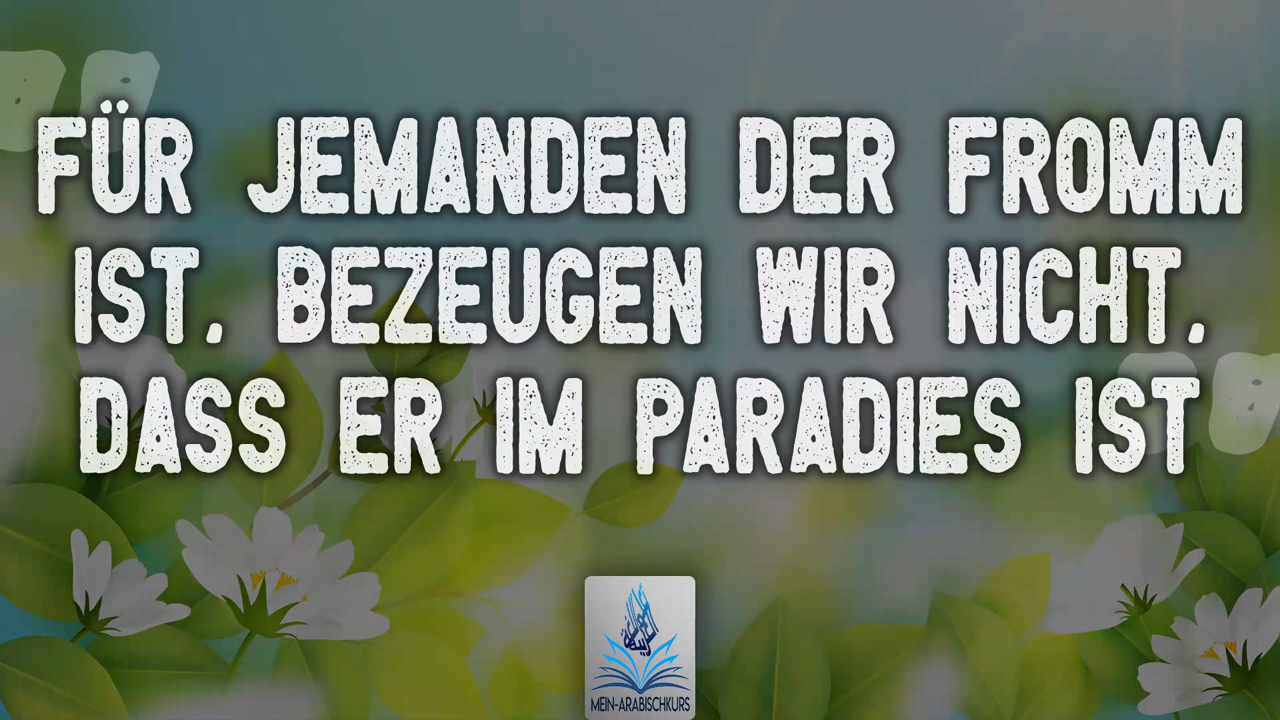 FÜR JEMANDEN DER FROMM
IST, BEZEUGEN WIR NICHT,
DASS ER IM PARADIES IST
MEIN-ARABISCHKURS